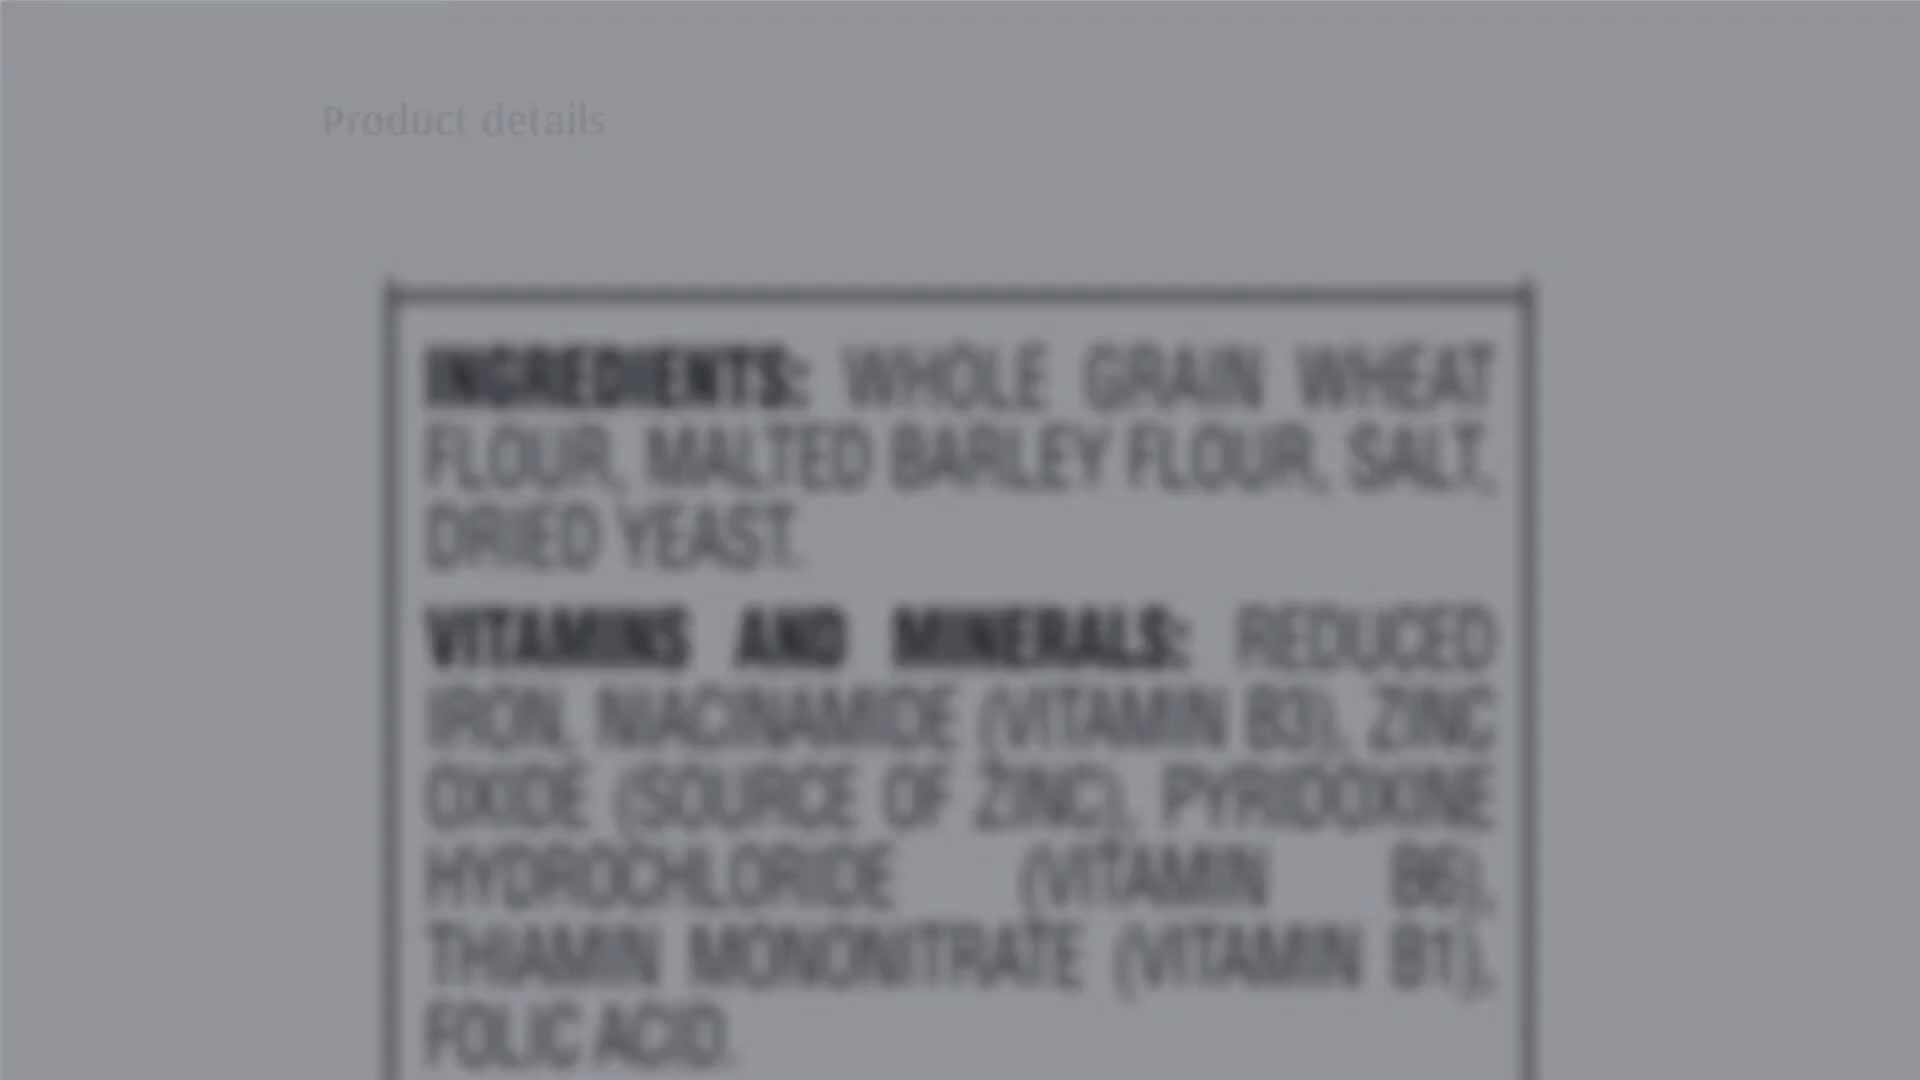 Product details
INGREDIENTS: WHOLE GRAIN WHEAT
FLOUR, MALTED BARLEY FLOUR, SALT,
DRIED YEAST.
VITAMINS AND MINERALS: REDUCED
IRON, NIACINAMIDE (VITAMIN B3), ZINC
OXIDE (SOURCE OF ZINC), PYRIDOXINE
HYDROCHLORIDE (VITAMIN B6),
THIAMIN MONONITRATE (VITAMIN B1),
FOLIC ACID.